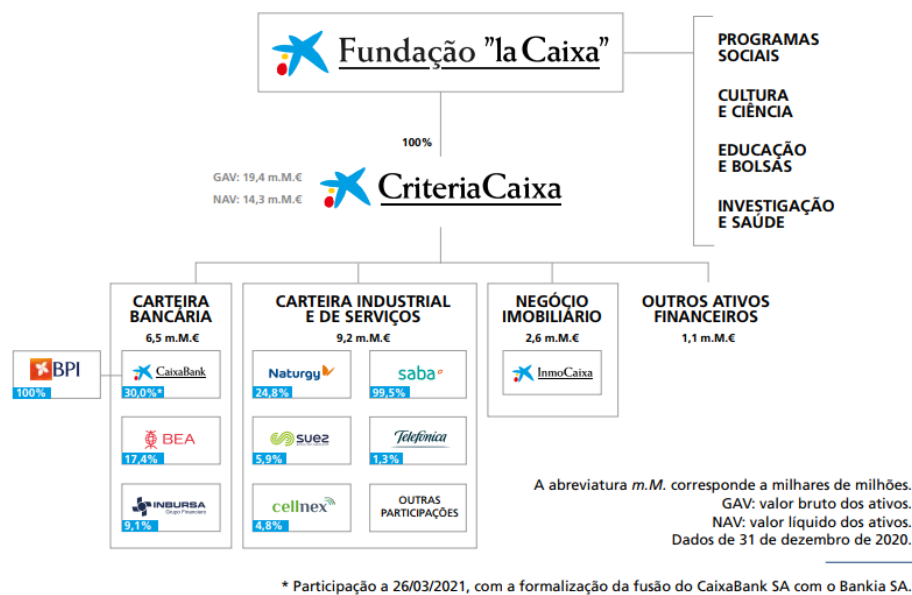 Fundação "la Caixa"
PROGRAMAS
SOCIAIS
CULTURA
E CIÊNCIA
EDUCAÇÃO
E BOLSAS
INVESTIGAÇÃO
E SAÚDE
100%
GAV: 19,4 m.M.€
NAV: 14,3 m.M.€
CriteriaCaixa
CARTEIRA
BANCÁRIA
6,5 m.M.€
CARTEIRA INDUSTRIAL
E DE SERVIÇOS
9,2 m.M.€
NEGÓCIO
IMOBILIÁRIO
2,6 m.M.€
OUTROS ATIVOS
FINANCEIROS
1,1 m.M.€
BPI
100%
CaixaBank
30,0%*
BEA
17,4%
INBURSA
Grupo Financiero
9,1%
Naturgy
24,8%
saba
99,5%
suez
5,9%
Telefónica
1,3%
cellnex
4,8%
OUTRAS
PARTICIPAÇÕES
InmoCaixa
A abreviatura m.M. corresponde a milhares de milhões.
GAV: valor bruto dos ativos.
NAV: valor líquido dos ativos.
Dados de 31 de dezembro de 2020.
* Participação a 26/03/2021, com a formalização da fusão do CaixaBank SA com o Bankia SA.